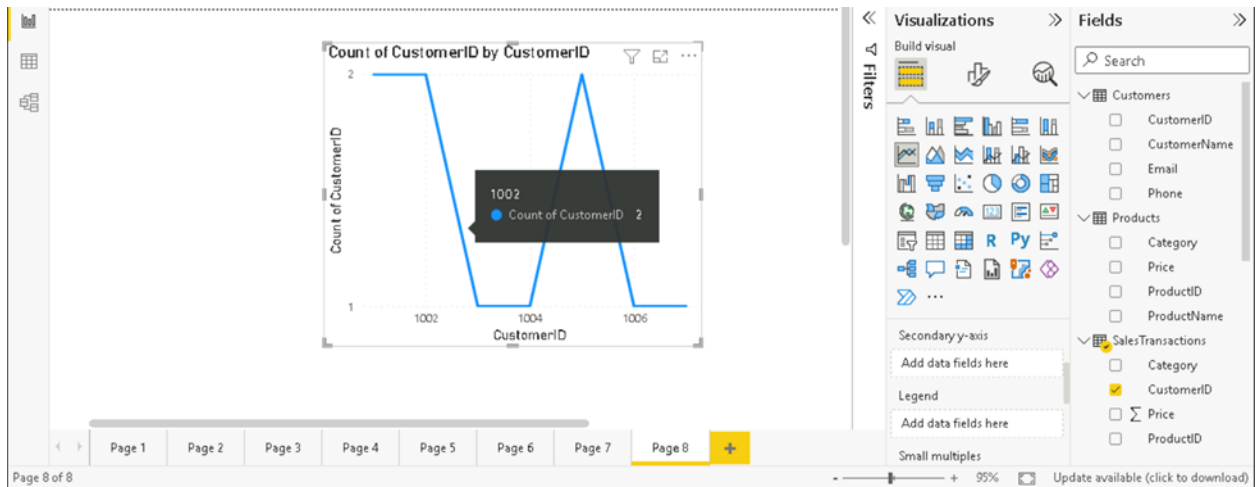 Count of CustomerID by CustomerID
2
1
Count of CustomerID
1002
1004
1006
CustomerID
1002
Count of CustomerID 2
Page 1
Page 2
Page 3
Page 4
Page 5
Page 6
Page 7
Page 8
Page 8 of 8
Filters
Visualizations
Build visual
123
R
Py
Secondary y-axis
Add data fields here
Legend
Add data fields here
Small multiples
Fields
Search
Customers
CustomerID
CustomerName
Email
Phone
Products
Category
Price
ProductID
ProductName
SalesTransactions
Category
CustomerID
∑ Price
ProductID
95%
Update available (click to download)